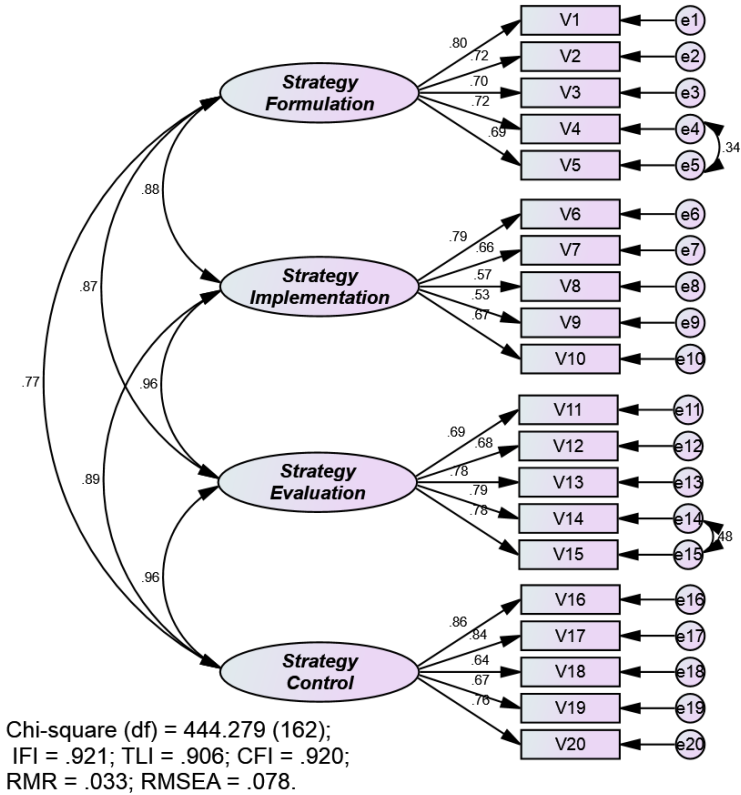 V1
e1
.80
V2
e2
.72
Strategy
Formulation
.70
V3
e3
.72
V4
e4
.34
.69
V5
e5
.88
V6
e6
.79
V7
e7
.66
Strategy
Implementation
.57
V8
e8
.53
V9
e9
.67
V10
e10
.87
.77
.96
V11
e11
.69
V12
e12
.68
Strategy
Evaluation
.78
V13
e13
.79
V14
e14
.48
.78
V15
e15
.89
.96
V16
e16
.86
V17
e17
.84
Strategy
Control
.64
V18
e18
.67
V19
e19
.76
V20
e20
Chi-square (df) = 444.279 (162);
IFI = .921; TLI = .906; CFI = .920;
RMR = .033; RMSEA = .078.